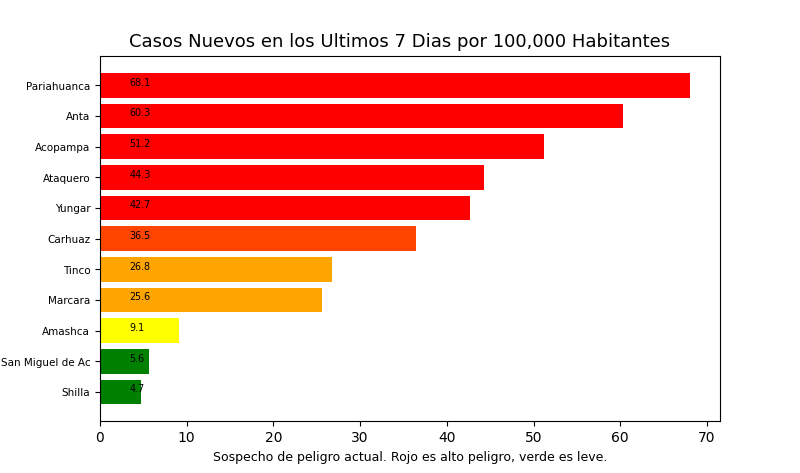 Casos Nuevos en los Ultimos 7 Dias por 100,000 Habitantes
Pariahuanca 68.1
Anta 60.3
Acopampa 51.2
Ataquero 44.3
Yungar 42.7
Carhuaz 36.5
Tinco 26.8
Marcara 25.6
Amashca 9.1
San Miguel de Ac 5.6
Shilla 4.7
0 10 20 30 40 50 60 70
Sospecho de peligro actual. Rojo es alto peligro, verde es leve.